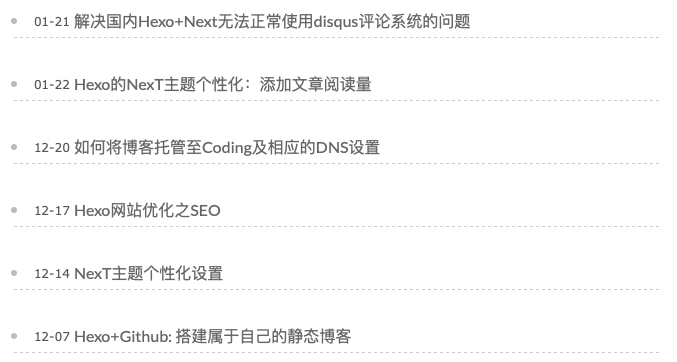 01-21 解决国内Hexo+Next无法正常使用disqus评论系统的问题
01-22 Hexo的NexT主题个性化：添加文章阅读量
12-20 如何将博客托管至Coding及相应的DNS设置
12-17 Hexo网站优化之SEO
12-14 NexT主题个性化设置
12-07 Hexo+Github: 搭建属于自己的静态博客